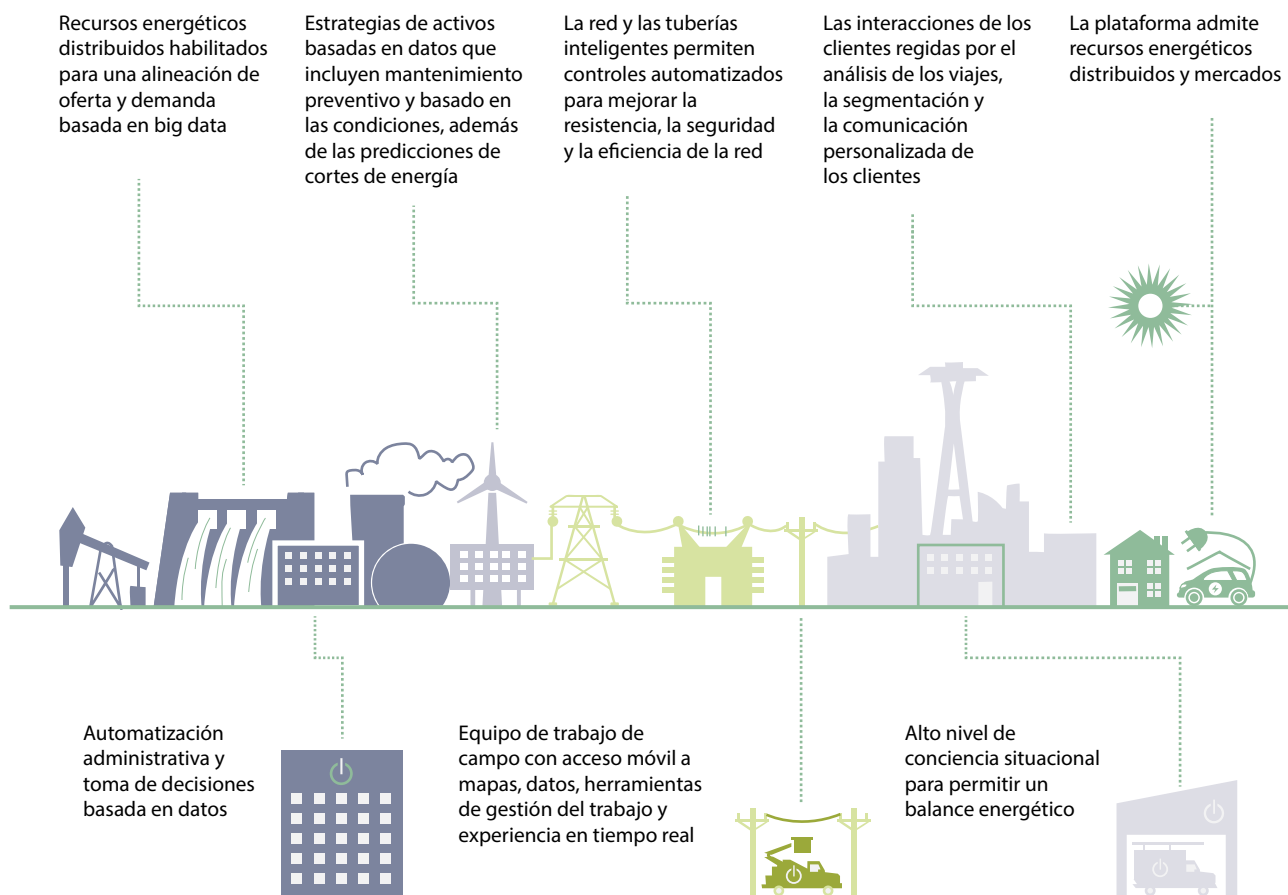 Recursos energéticos
distribuidos habilitados
para una alineación de
oferta y demanda
basada en big data
Estrategias de activos
basadas en datos que
incluyen mantenimiento
preventivo y basado en
las condiciones, además
de las predicciones de
cortes de energía
La red y las tuberías
inteligentes permiten
controles automatizados
para mejorar la
resistencia, la seguridad
y la eficiencia de la red
Las interacciones de los
clientes regidas por el
análisis de los viajes,
la segmentación y
la comunicación
personalizada de
los clientes
La plataforma admite
recursos energéticos
distribuidos y mercados
Automatización
administrativa y
toma de decisiones
basada en datos
Equipo de trabajo de
campo con acceso móvil a
mapas, datos, herramientas
de gestión del trabajo y
experiencia en tiempo real
Alto nivel de
conciencia situacional
para permitir un
balance energético